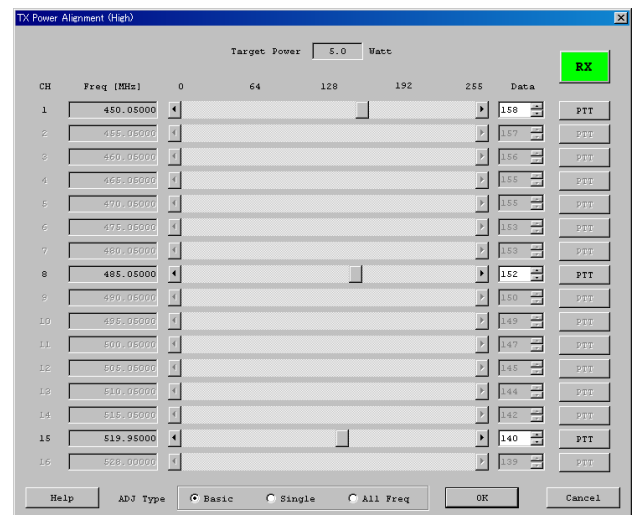 TX Power Alignment (High)
Target Power 5.0 Watt
RX
CH Freq [MHz] 0 64 128 192 255 Data
1 450.05000 158 PTT
2 455.05000 157 PTT
3 460.05000 156 PTT
4 465.05000 155 PTT
5 470.05000 155 PTT
6 475.05000 153 PTT
7 480.05000 153 PTT
8 485.05000 152 PTT
9 490.05000 150 PTT
10 495.05000 149 PTT
11 500.05000 147 PTT
12 505.05000 145 PTT
13 510.05000 144 PTT
14 515.05000 142 PTT
15 519.95000 140 PTT
16 528.00000 139 PTT
Help ADJ Type Basic Single All Freq OK Cancel